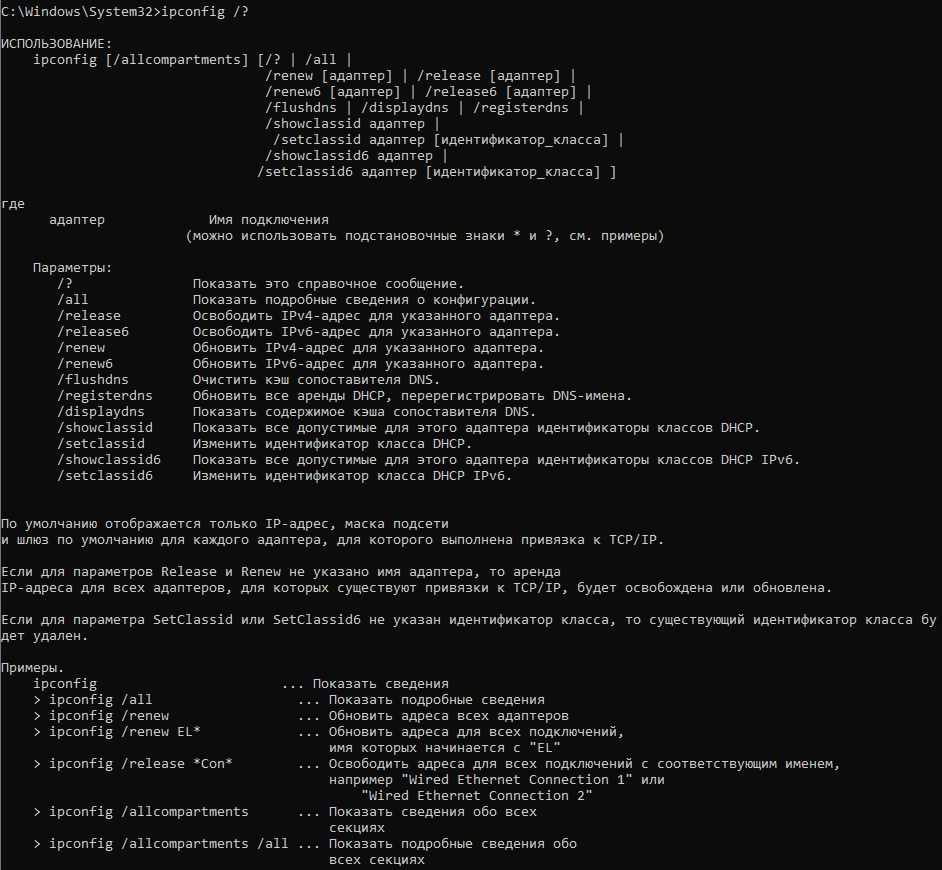 C:\Windows\System32>ipconfig /?

ИСПОЛЬЗОВАНИЕ:
    ipconfig [/allcompartments] [/? | /all |
                                 /renew [адаптер] | /release [адаптер] |
                                 /renew6 [адаптер] | /release6 [адаптер] |
                                 /flushdns | /displaydns | /registerdns |
                                 /showclassid адаптер |
                                  /setclassid адаптер [идентификатор_класса] |
                                 /showclassid6 адаптер |
                                /setclassid6 адаптер [идентификатор_класса] ]

где
      адаптер             Имя подключения
                       (можно использовать подстановочные знаки * и ?, см. примеры)

    Параметры:
       /?               Показать это справочное сообщение.
       /all             Показать подробные сведения о конфигурации.
       /release         Освободить IPv4-адрес для указанного адаптера.
       /release6        Освободить IPv6-адрес для указанного адаптера.
       /renew           Обновить IPv4-адрес для указанного адаптера.
       /renew6          Обновить IPv6-адрес для указанного адаптера.
       /flushdns        Очистить кэш сопоставителя DNS.
       /registerdns     Обновить все аренды DHCP, перерегистрировать DNS-имена.
       /displaydns      Показать содержимое кэша сопоставителя DNS.
       /showclassid     Показать все допустимые для этого адаптера идентификаторы классов DHCP.
       /setclassid      Изменить идентификатор класса DHCP.
       /showclassid6    Показать все допустимые для этого адаптера идентификаторы классов DHCP IPv6.
       /setclassid6     Изменить идентификатор класса DHCP IPv6.


По умолчанию отображается только IP-адрес, маска подсети
и шлюз по умолчанию для каждого адаптера, для которого выполнена привязка к TCP/IP.

Если для параметров Release и Renew не указано имя адаптера, то аренда
IP-адреса для всех адаптеров, для которых существуют привязки к TCP/IP, будет освобождена или обновлена.

Если для параметра SetClassid или SetClassid6 не указан идентификатор класса, то существующий идентификатор класса бу
дет удален.

Примеры.
    ipconfig                       ... Показать сведения
    > ipconfig /all                  ... Показать подробные сведения
    > ipconfig /renew                ... Обновить адреса всех адаптеров
    > ipconfig /renew EL*            ... Обновить адреса для всех подключений,
                                         имя которых начинается с "EL"
    > ipconfig /release *Con*        ... Освободить адреса для всех подключений с соответствующим именем,
                                         например "Wired Ethernet Connection 1" или
                                             "Wired Ethernet Connection 2"
    > ipconfig /allcompartments      ... Показать сведения обо всех
                                         секциях
    > ipconfig /allcompartments /all ... Показать подробные сведения обо
                                         всех секциях